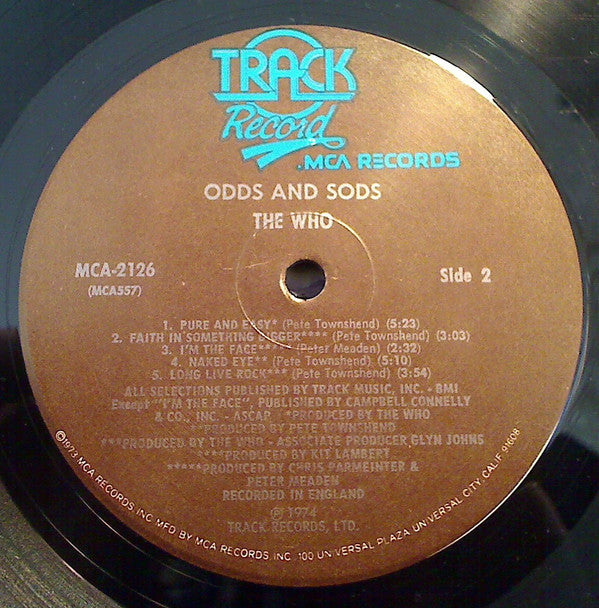 TRACK
Record
MCA RECORDS
ODDS AND SODS
THE WHO
MCA-2126
(MCA557)
Side 2
1. PURE AND EASY* (Pete Townshend) (5:23)
2. FAITH IN SOMETHING BIGGER**** (Pete Townshend) (3:03)
3. I'M THE FACE***** (Peter Meaden) (2:32)
4. NAKED EYE** (Pete Townshend) (5:10)
5. LONG LIVE ROCK*** (Pete Townshend) (3:54)
ALL SELECTIONS PUBLISHED BY TRACK MUSIC, INC. - BMI
Except "I'M THE FACE", PUBLISHED BY CAMPBELL CONNELLY
& CO., INC. - ASCAP *PRODUCED BY THE WHO
**PRODUCED BY PETE TOWNSHEND
***PRODUCED BY THE WHO - ASSOCIATE PRODUCER GLYN JOHNS
****PRODUCED BY KIT LAMBERT
*****PRODUCED BY CHRIS PARMEINTER &
PETER MEADEN
RECORDED IN ENGLAND
Ⓟ 1974
TRACK RECORDS, LTD.
©1973 MCA RECORDS, INC. MFD BY MCA RECORDS, INC. 100 UNIVERSAL PLAZA, UNIVERSAL CITY, CALIF. 91608